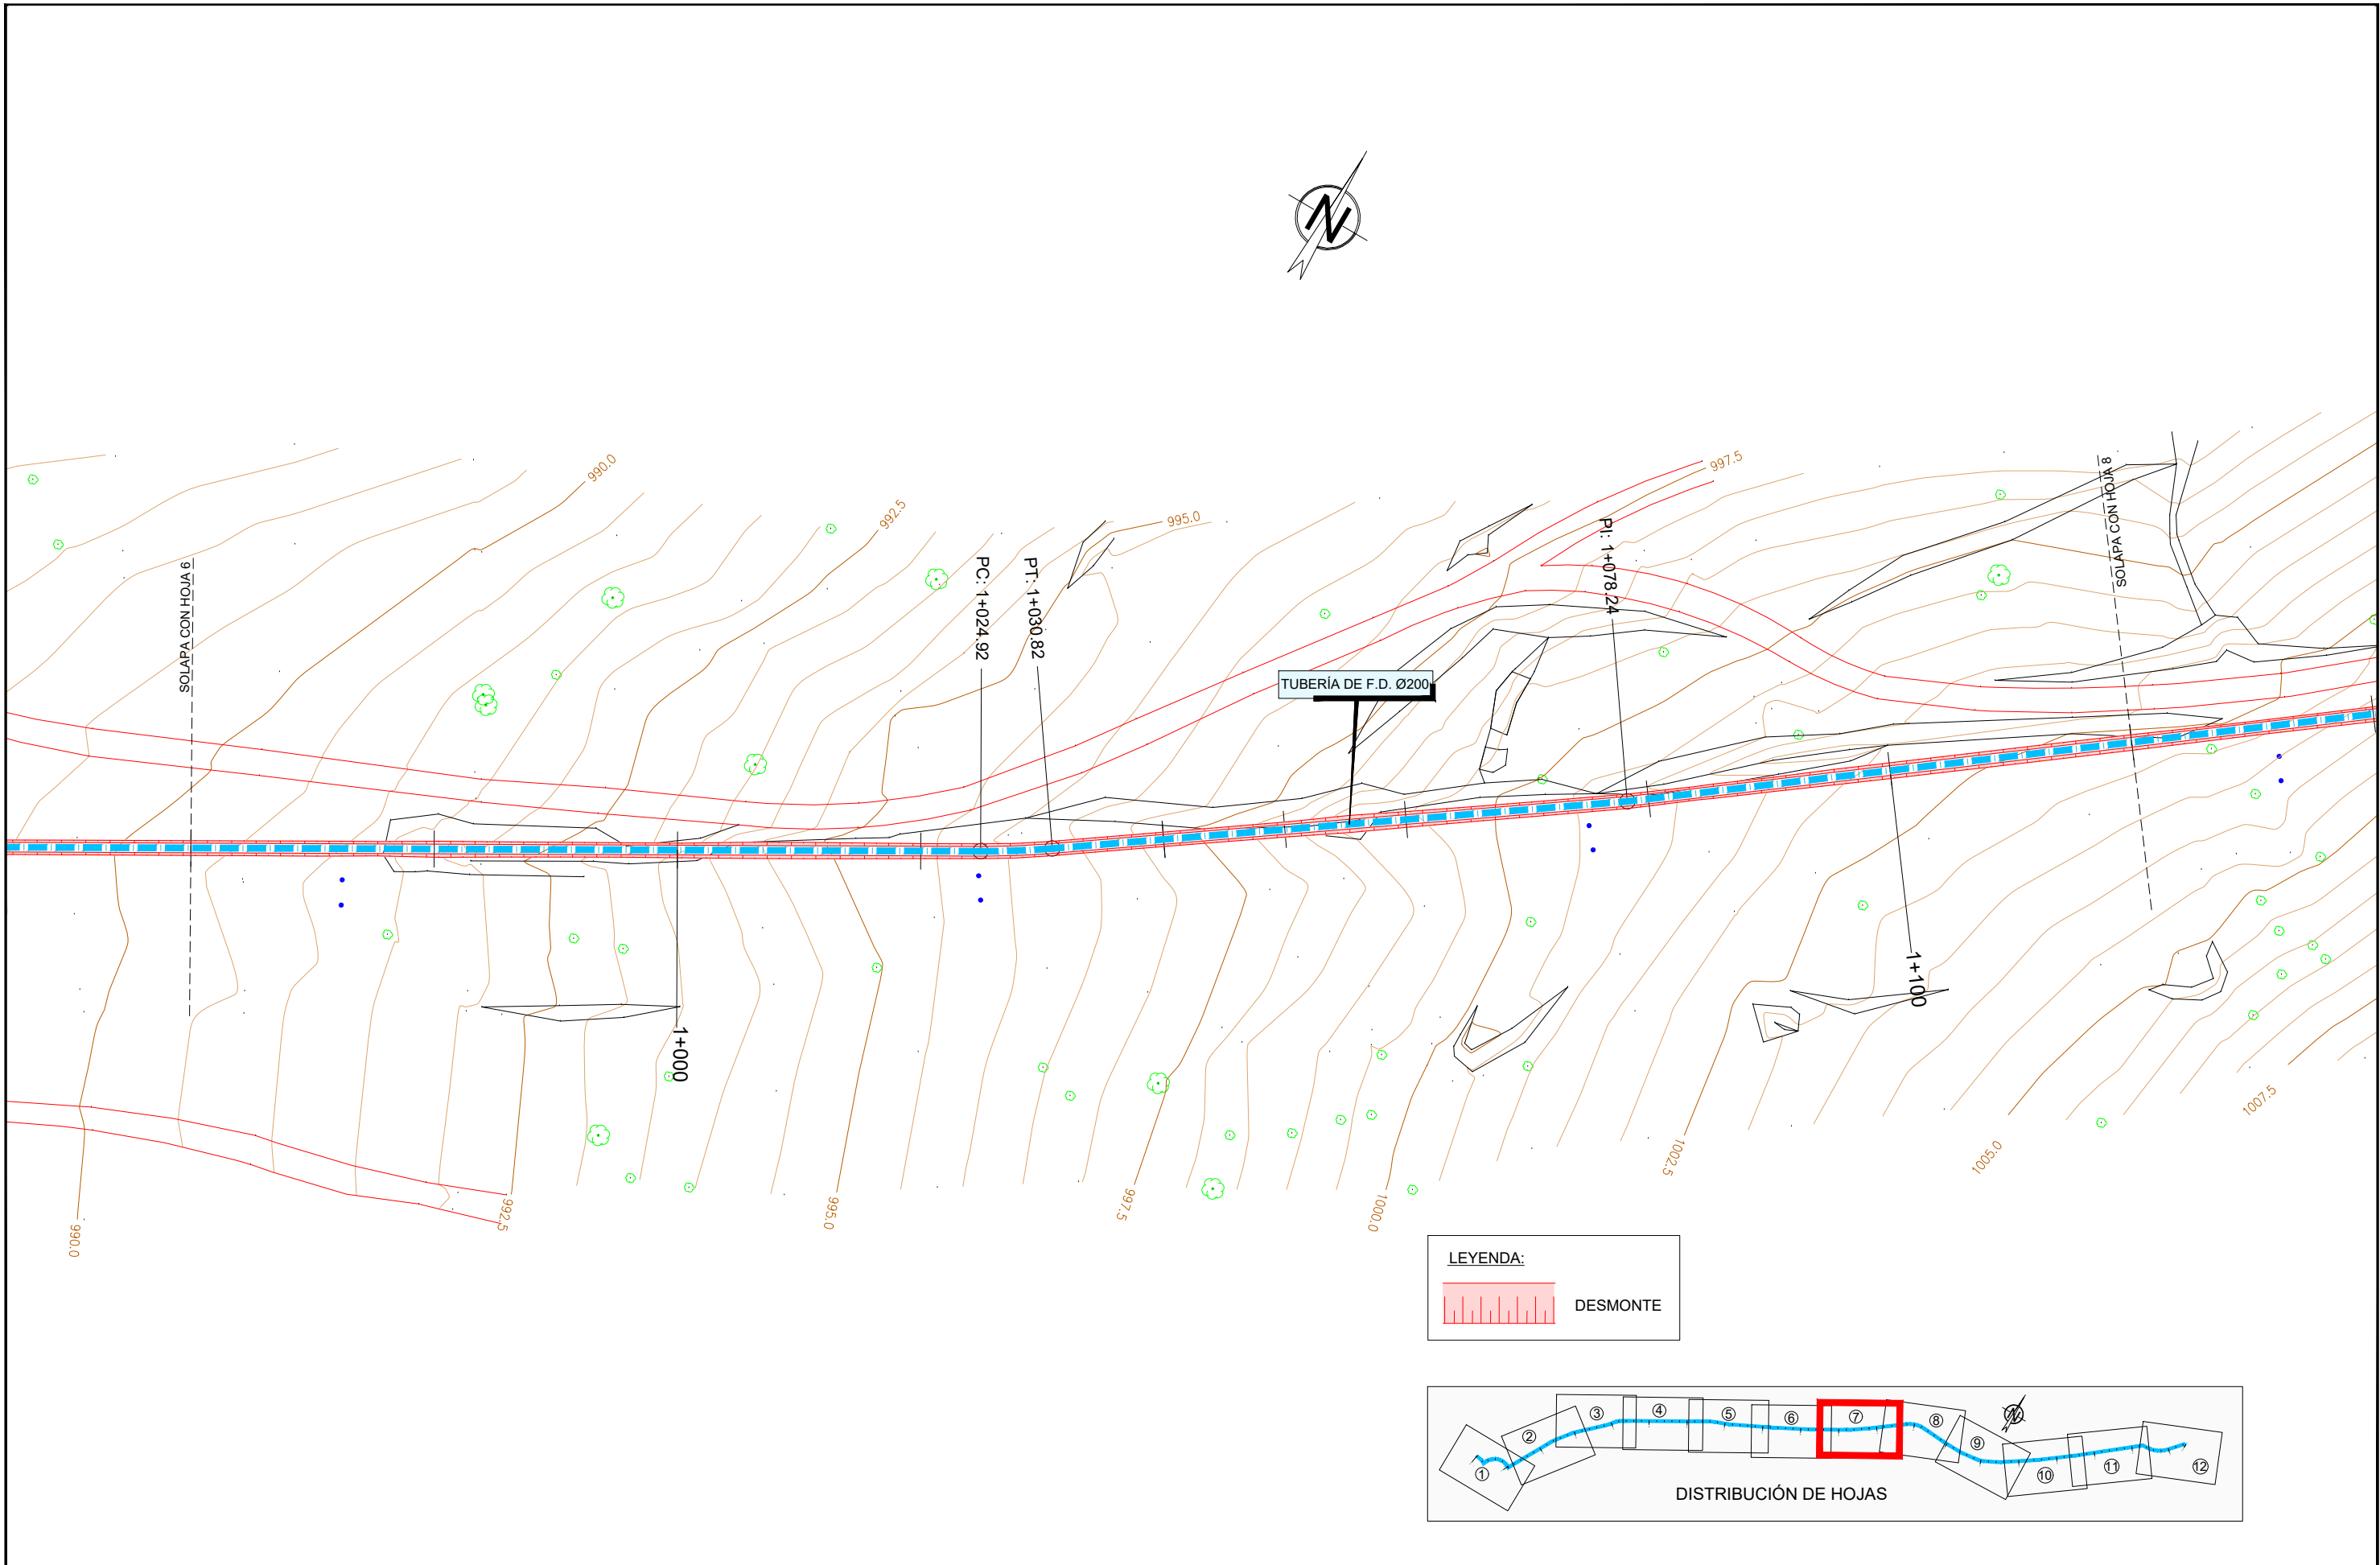 N
990.0
992.5
995.0
997.5
SOLAPA CON HOJA 6
PC: 1+024.92
PT: 1+030.82
PI: 1+078.24
SOLAPA CON HOJA 8
TUBERÍA DE F.D. Ø200
1+000
1+100
990.0
992.5
995.0
997.5
1000.0
1002.5
1005.0
1007.5
LEYENDA:
DESMONTE
1
2
3
4
5
6
7
8
9
10
11
12
N
DISTRIBUCIÓN DE HOJAS